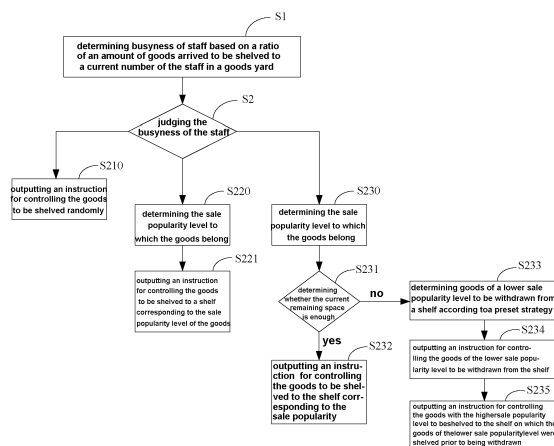 S1
determining busyness of staff based on a ratio
of an amount of goods arrived to be shelved to
a current number of the staff in a goods yard
S2
judging the
busyness of the staff
S210
outputting an instruction
for controlling the goods
to be shelved randomly
S220
determining the sale
popularity level to
which the goods belong
S221
outputting an instruction
for controlling the goods
to be shelved to a shelf
corresponding to the sale
popularity level of the goods
S230
determining the sale
popularity level to which
the goods belong
S231
determining
whether the current
remaining space
is enough
no
yes
S232
outputting an instruc-
ction for controlling
the goods to be shel-
ved to the shelf corr-
esponding to the
sale popularity
S233
determining goods of a lower sale
popularity level to be withdrawn from
a shelf according toa preset strategy
S234
outputting an instruction for contro-
lling the goods of the lower sale popu-
larity level to be withdrawn from the shelf
S235
outputting an instruction for controlling
the goods with the highersale popularity
level to beshelved to the shelf on which the
goods of thelower sale popularitylevel were
shelved prior to being withdrawn